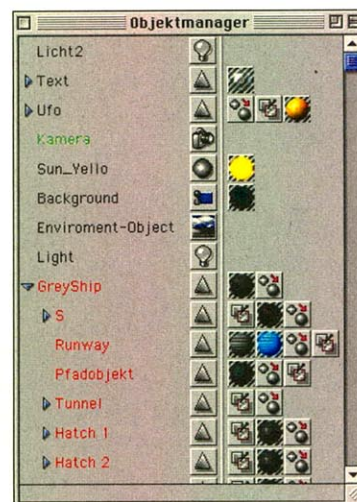 Objektmanager
Licht2
Text
Ufo
Kamera
Sun_Yello
Background
Enviroment-Object
Light
GreyShip
S
Runway
Pfadobjekt
Tunnel
Hatch 1
Hatch 2